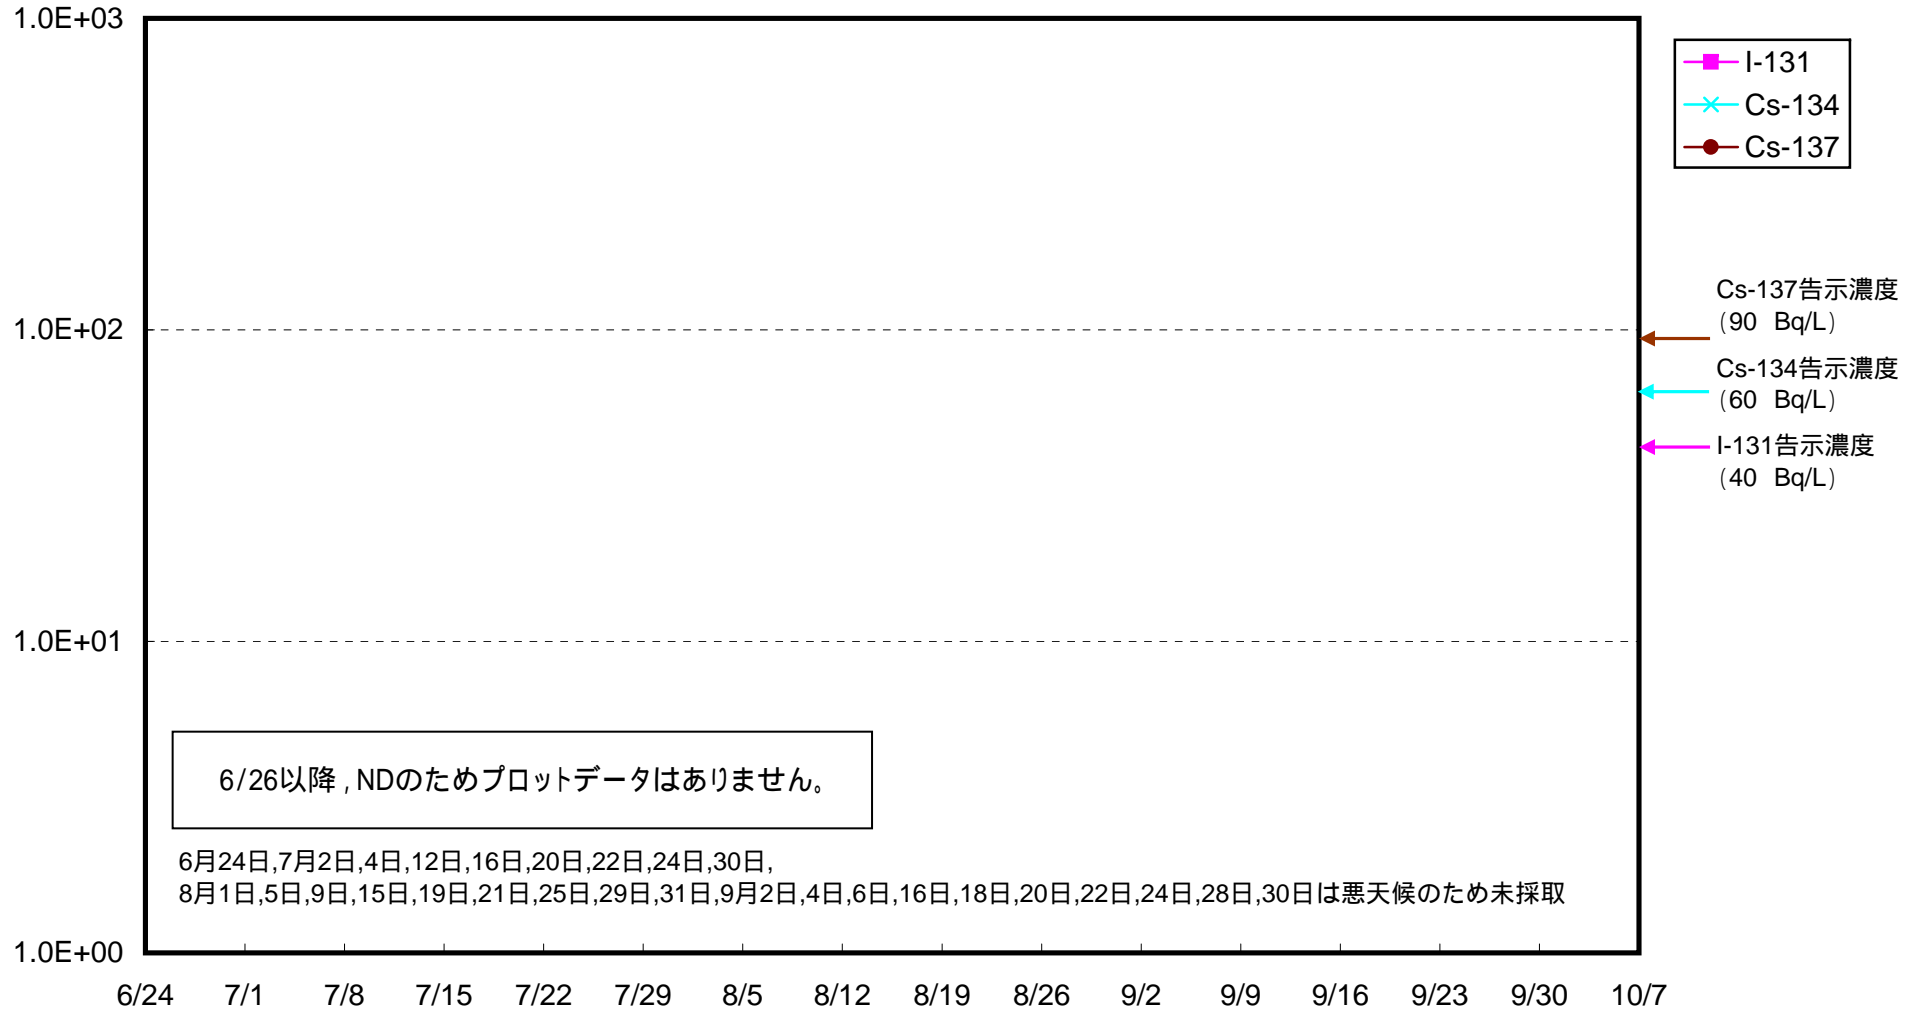 1.0E+03
1.0E+02
1.0E+01
1.0E+00
I-131
Cs-134
Cs-137
Cs-137告示濃度
(90 Bq/L)
Cs-134告示濃度
(60 Bq/L)
I-131告示濃度
(40 Bq/L)
6/26以降，NDのためプロットデータはありません。
6月24日,7月2日,4日,12日,16日,20日,22日,24日,30日,
8月1日,5日,9日,15日,19日,21日,25日,29日,31日,9月2日,4日,6日,16日,18日,20日,22日,24日,28日,30日は悪天候のため未採取
6/24 7/1 7/8 7/15 7/22 7/29 8/5 8/12 8/19 8/26 9/2 9/9 9/16 9/23 9/30 10/7